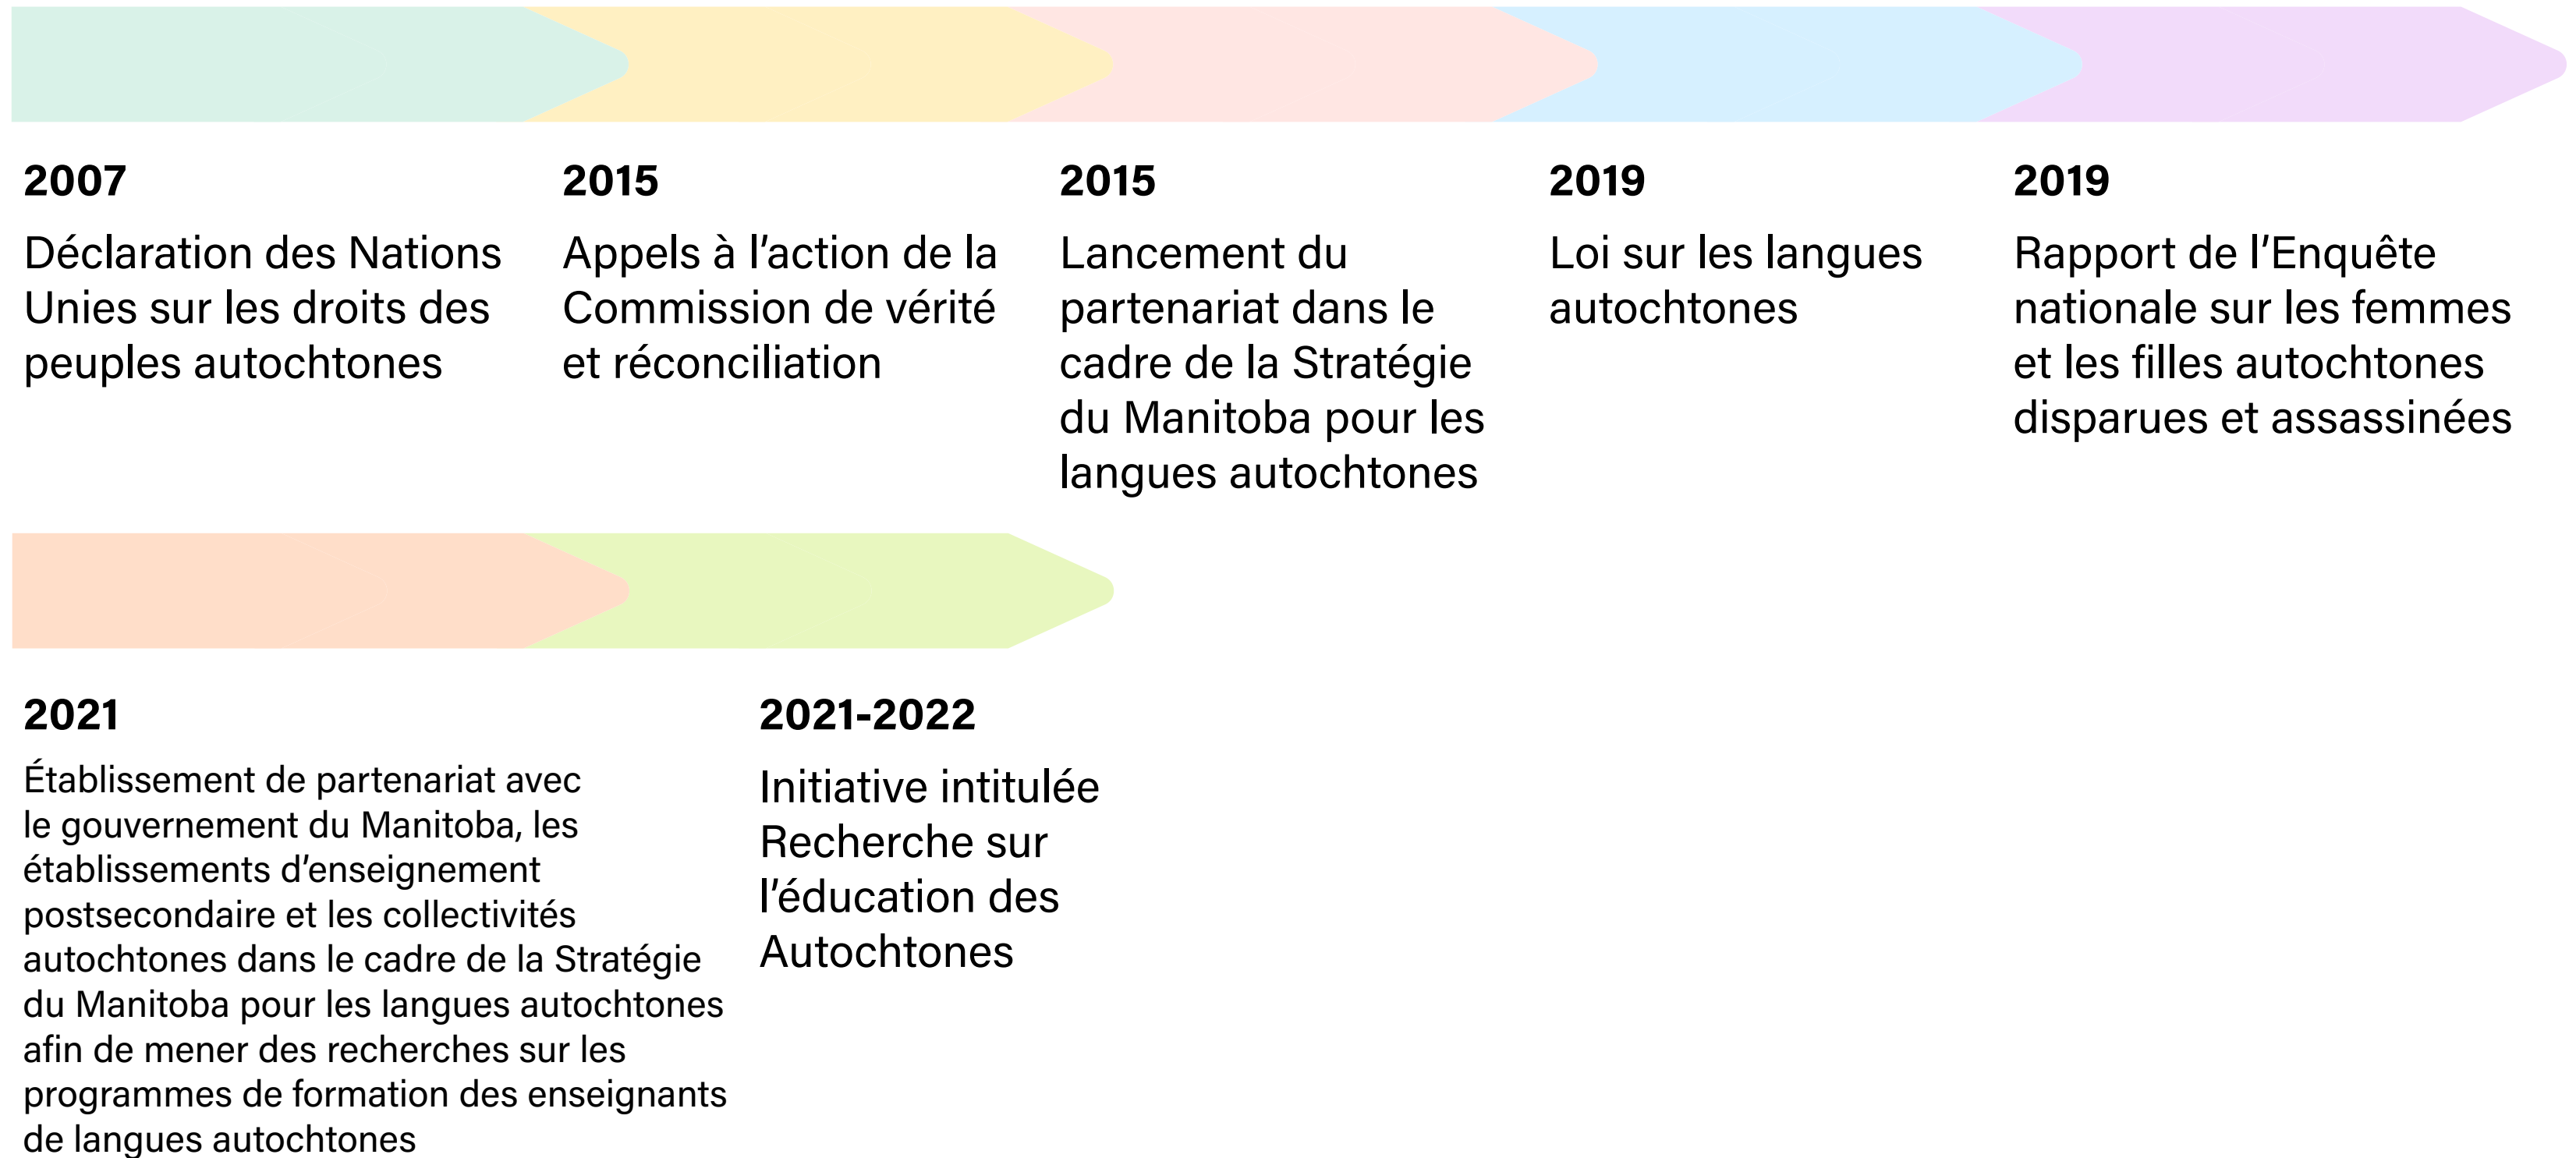 2007
Déclaration des Nations
Unies sur les droits des
peuples autochtones
2015
Appels à l’action de la
Commission de vérité
et réconciliation
2015
Lancement du
partenariat dans le
cadre de la Stratégie
du Manitoba pour les
langues autochtones
2019
Loi sur les langues
autochtones
2019
Rapport de l’Enquête
nationale sur les femmes
et les filles autochtones
disparues et assassinées
2021
Établissement de partenariat avec
le gouvernement du Manitoba, les
établissements d’enseignement
postsecondaire et les collectivités
autochtones dans le cadre de la Stratégie
du Manitoba pour les langues autochtones
afin de mener des recherches sur les
programmes de formation des enseignants
de langues autochtones
2021-2022
Initiative intitulée
Recherche sur
l’éducation des
Autochtones